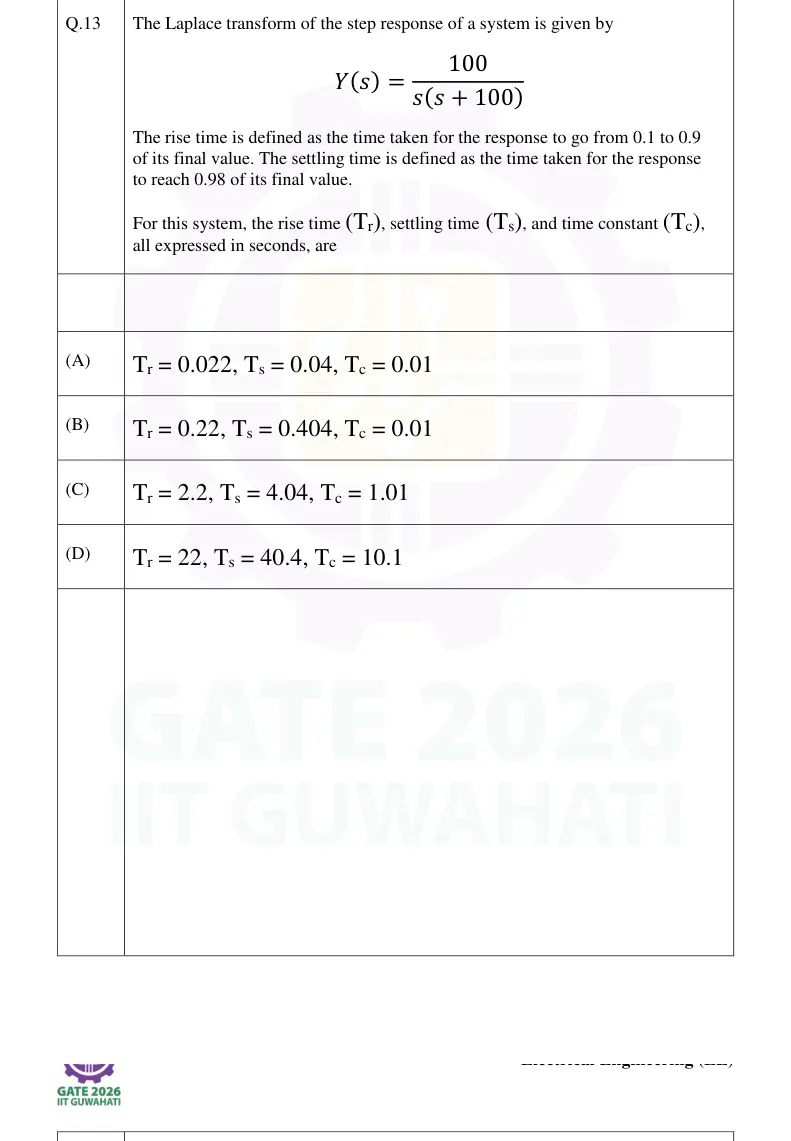 Q.13 The Laplace transform of the step response of a system is given by
Y(s) = 100 / s(s + 100)
The rise time is defined as the time taken for the response to go from 0.1 to 0.9
of its final value. The settling time is defined as the time taken for the response
to reach 0.98 of its final value.
For this system, the rise time (Tr), settling time (Ts), and time constant (Tc),
all expressed in seconds, are
(A) Tr = 0.022, Ts = 0.04, Tc = 0.01
(B) Tr = 0.22, Ts = 0.404, Tc = 0.01
(C) Tr = 2.2, Ts = 4.04, Tc = 1.01
(D) Tr = 22, Ts = 40.4, Tc = 10.1
GATE 2026
IIT GUWAHATI
GATE 2026
IIT GUWAHATI